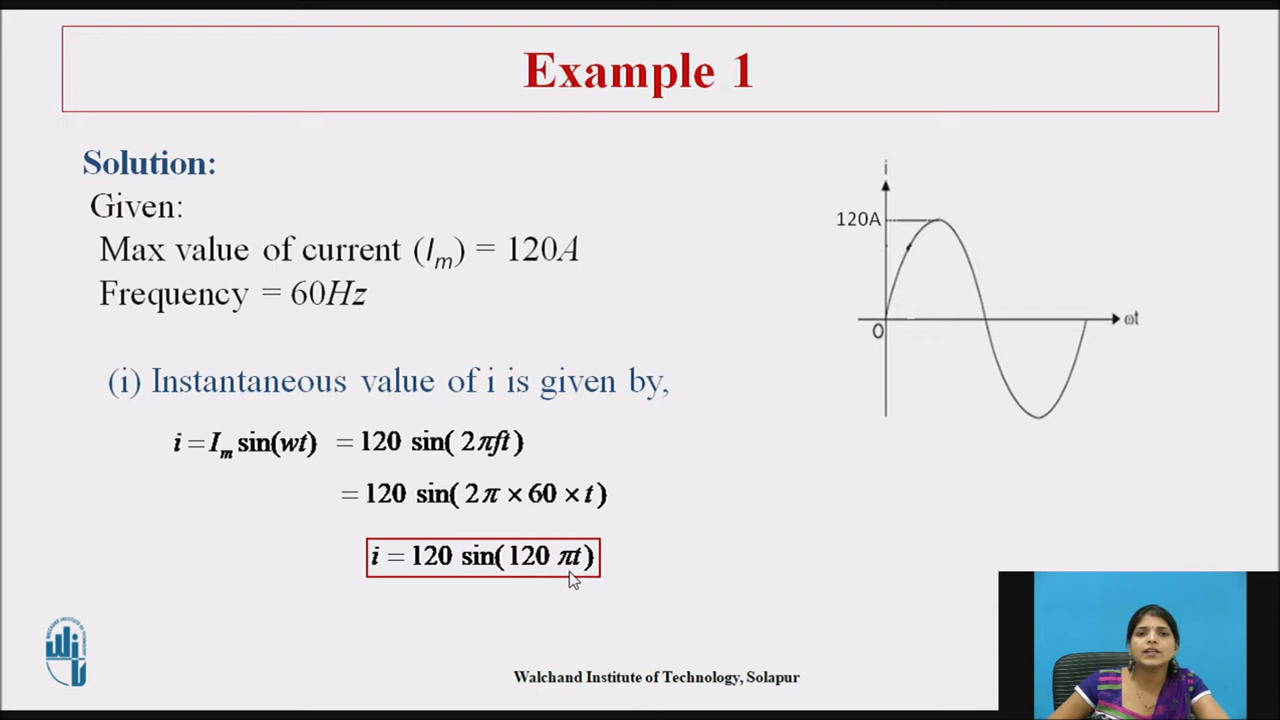 Example 1
Solution:
Given:
Max value of current (Im) = 120A
Frequency = 60Hz
(i) Instantaneous value of i is given by,
i = Im sin(wt) = 120 sin( 2πft)
= 120 sin( 2π × 60 × t)
i = 120 sin( 120 πt)
i
120A
O
ωt
Walchand Institute of Technology, Solapur